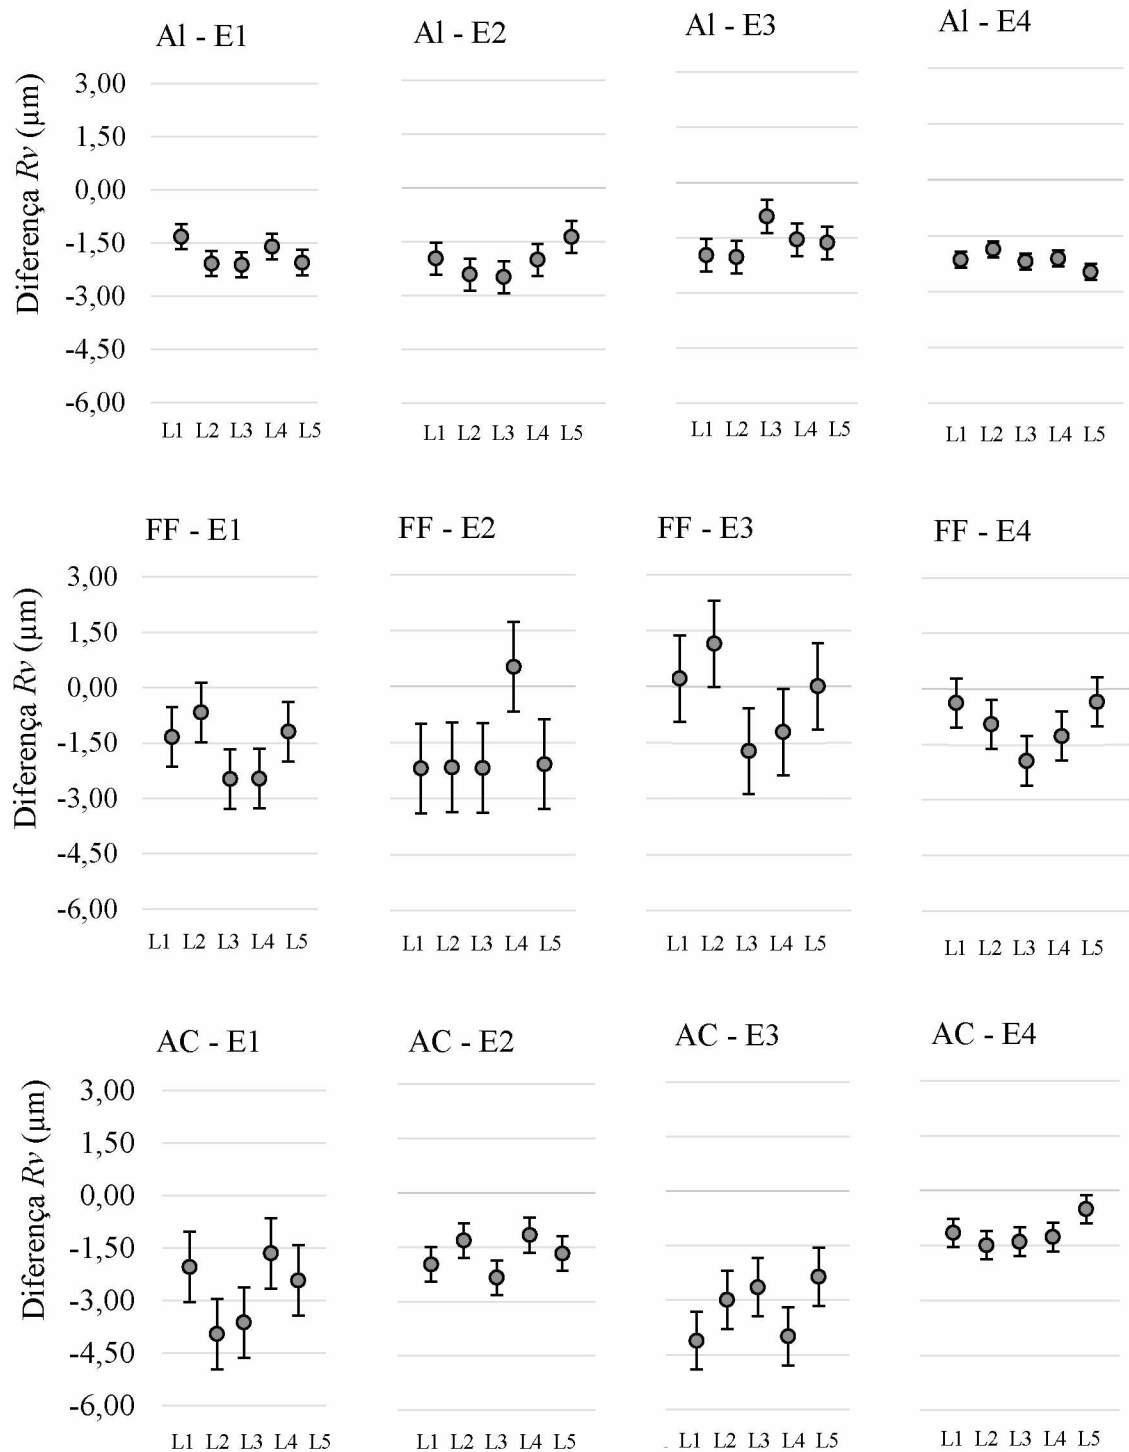 Al - E1
Al - E2
Al - E3
Al - E4
Diferença Rv (µm)
3,00
1,50
0,00
-1,50
-3,00
-4,50
-6,00
L1 L2 L3 L4 L5
L1 L2 L3 L4 L5
L1 L2 L3 L4 L5
L1 L2 L3 L4 L5
FF - E1
FF - E2
FF - E3
FF - E4
Diferença Rv (µm)
3,00
1,50
0,00
-1,50
-3,00
-4,50
-6,00
L1 L2 L3 L4 L5
L1 L2 L3 L4 L5
L1 L2 L3 L4 L5
L1 L2 L3 L4 L5
AC - E1
AC - E2
AC - E3
AC - E4
Diferença Rv (µm)
3,00
1,50
0,00
-1,50
-3,00
-4,50
-6,00
L1 L2 L3 L4 L5
L1 L2 L3 L4 L5
L1 L2 L3 L4 L5
L1 L2 L3 L4 L5